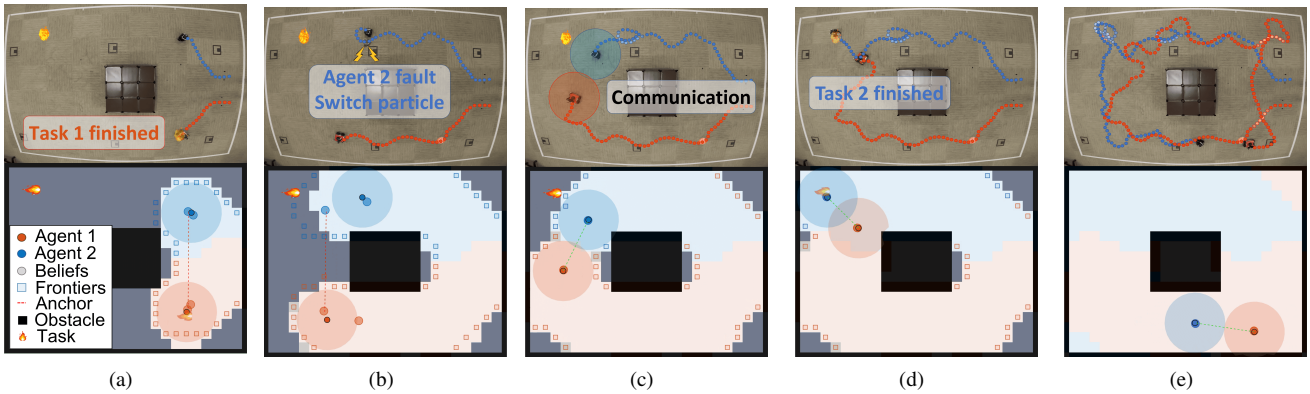 Task 1 finished
Agent 2 fault
Switch particle
Communication
Task 2 finished
Agent 1
Agent 2
Beliefs
Frontiers
Anchor
Obstacle
Task
(a)
(b)
(c)
(d)
(e)